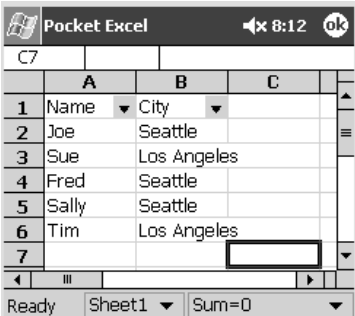 Pocket Excel 8:12 ok
C7
A B C
1 Name City
2 Joe Seattle
3 Sue Los Angeles
4 Fred Seattle
5 Sally Seattle
6 Tim Los Angeles
7
Ready Sheet1 Sum=0